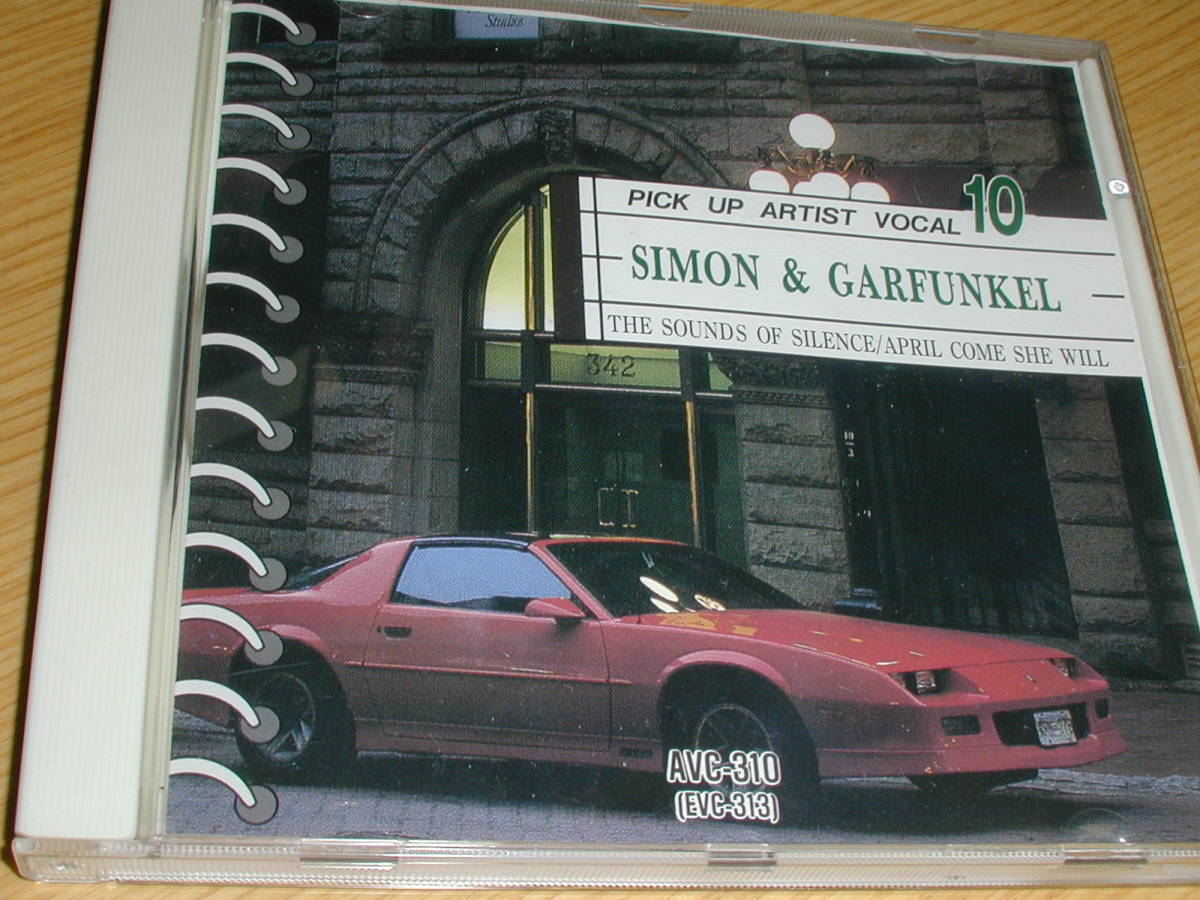 Studios
PICK UP ARTIST VOCAL 10
SIMON & GARFUNKEL
THE SOUNDS OF SILENCE/APRIL COME SHE WILL
342
AVC-310
(EVC-313)